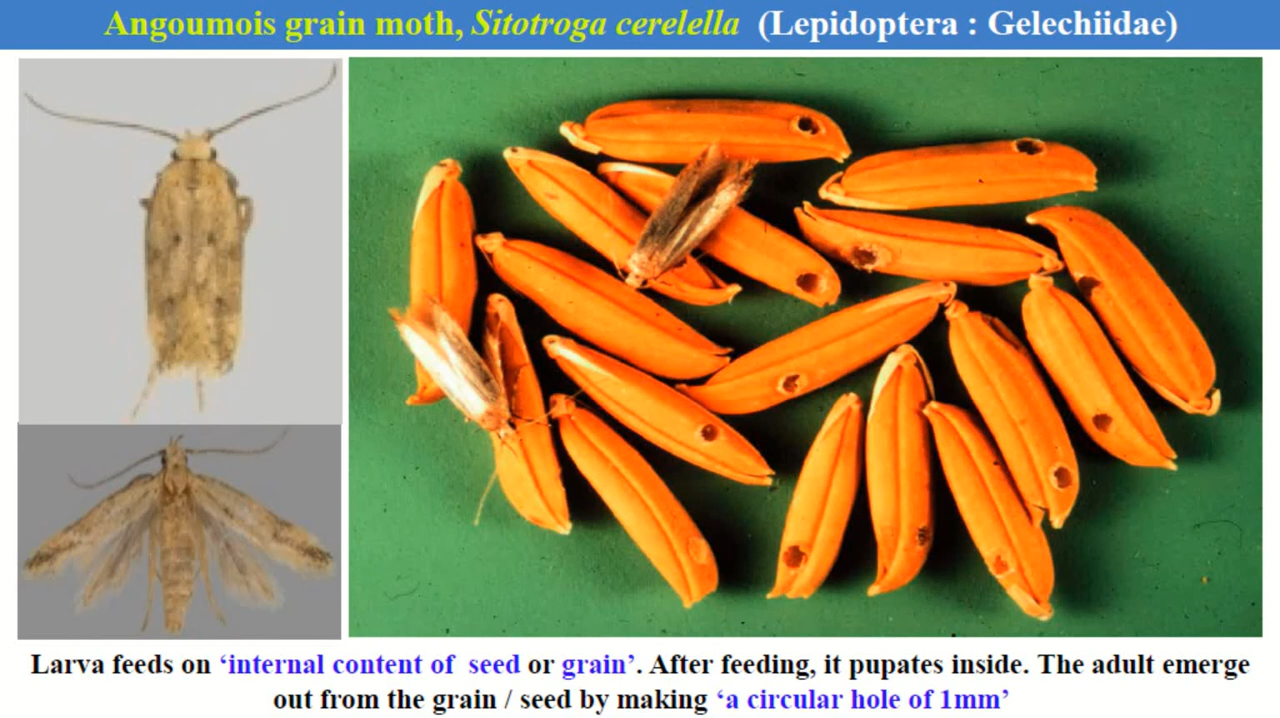 Angoumois grain moth, Sitotroga cerelella (Lepidoptera : Gelechiidae)
Larva feeds on ‘internal content of seed or grain’. After feeding, it pupates inside. The adult emerge
out from the grain / seed by making ‘a circular hole of 1mm’